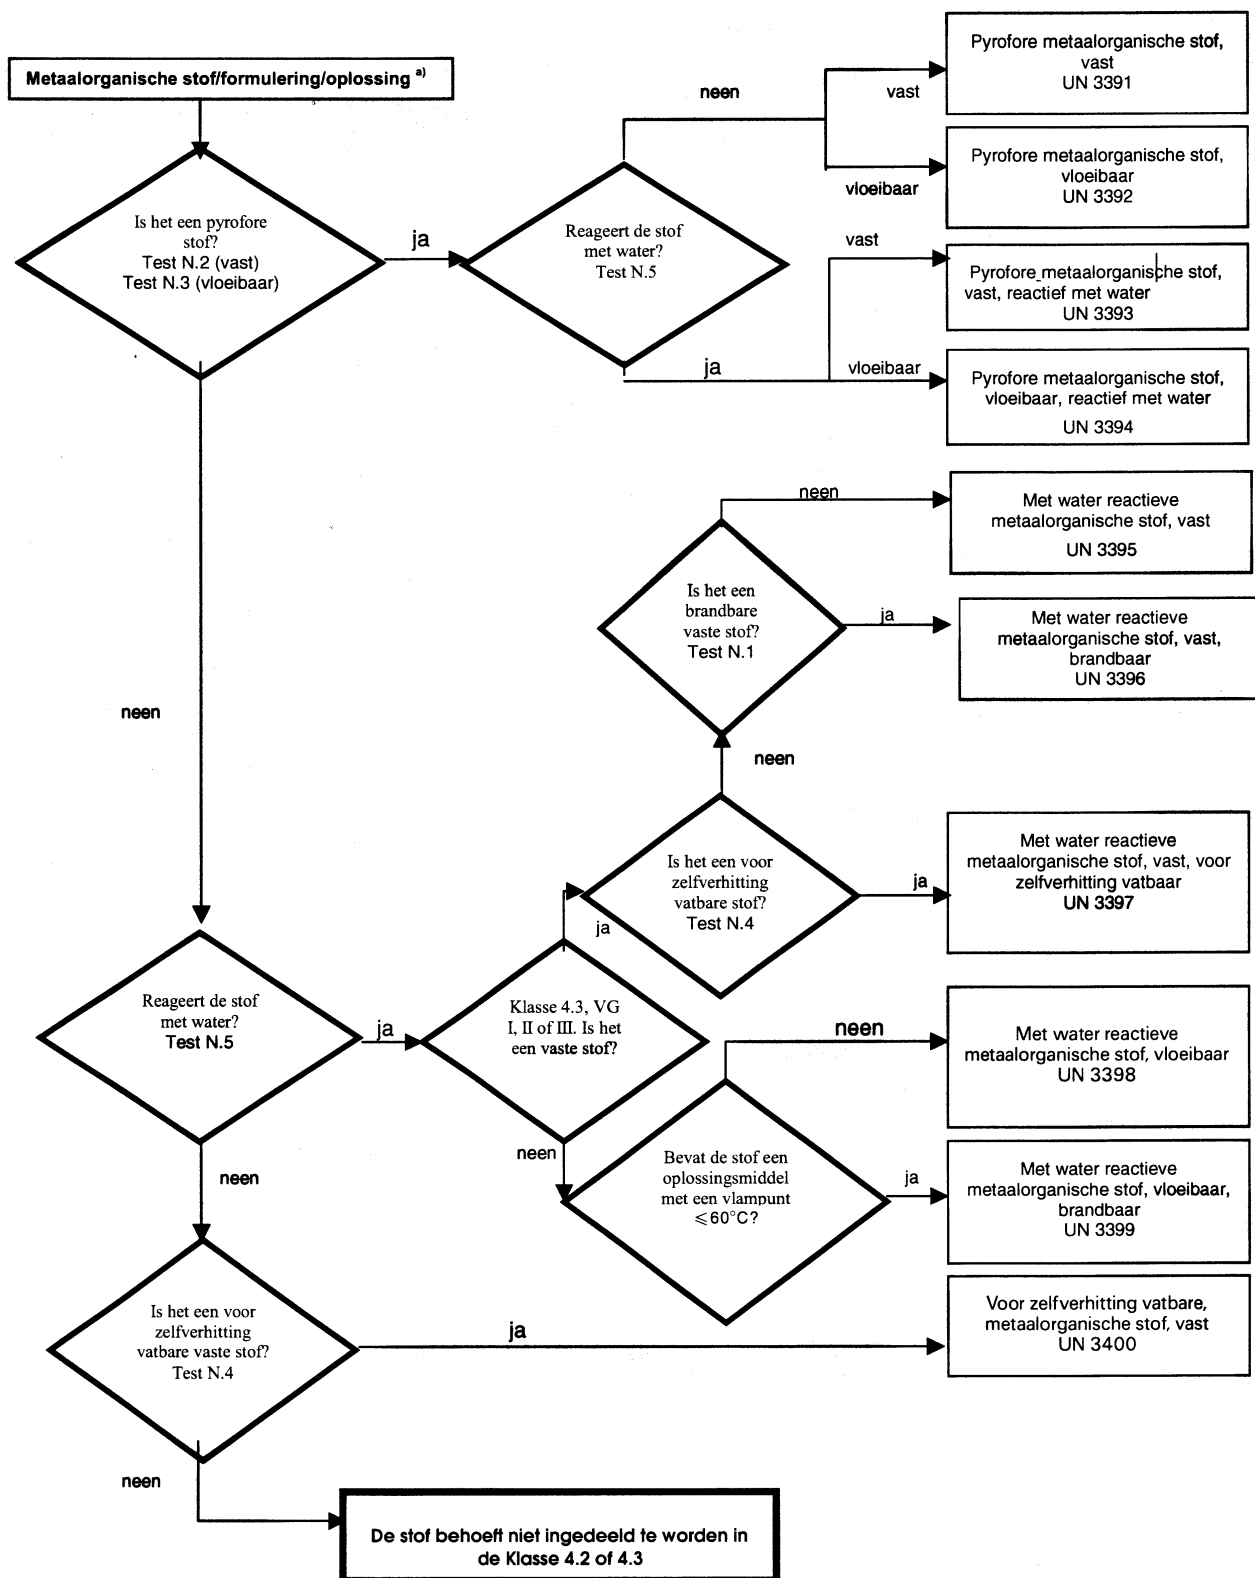 Metaalorganische stof/formulering/oplossing a)
Is het een pyrofore
stof?
Test N.2 (vast)
Test N.3 (vloeibaar)
ja
Reageert de stof
met water?
Test N.5
neen
vast
Pyrofore metaalorganische stof,
vast
UN 3391
vloeibaar
Pyrofore metaalorganische stof,
vloeibaar
UN 3392
ja
vast
Pyrofore metaalorganische stof,
vast, reactief met water
UN 3393
vloeibaar
Pyrofore metaalorganische stof,
vloeibaar, reactief met water
UN 3394
neen
Met water reactieve
metaalorganische stof, vast
UN 3395
Is het een
brandbare
vaste stof?
Test N.1
ja
Met water reactieve
metaalorganische stof, vast,
brandbaar
UN 3396
neen
neen
Is het een voor
zelfverhitting
vatbare stof?
Test N.4
ja
Met water reactieve
metaalorganische stof, vast, voor
zelfverhitting vatbaar
UN 3397
ja
Reageert de stof
met water?
Test N.5
ja
Klasse 4.3, VG
I, II of III. Is het
een vaste stof?
neen
Met water reactieve
metaalorganische stof, vloeibaar
UN 3398
neen
Bevat de stof een
oplossingsmiddel
met een vlampunt
≤60°C?
ja
Met water reactieve
metaalorganische stof, vloeibaar,
brandbaar
UN 3399
neen
Is het een voor
zelfverhitting
vatbare vaste stof?
Test N.4
ja
Voor zelfverhitting vatbare,
metaalorganische stof, vast
UN 3400
neen
De stof behoeft niet ingedeeld te worden in
de Klasse 4.2 of 4.3